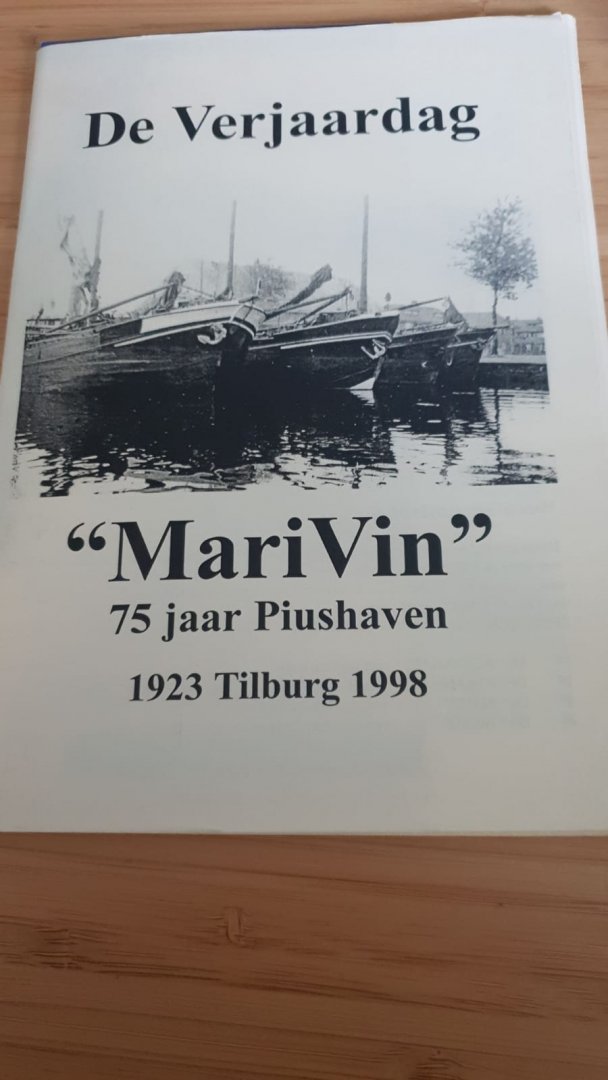 De Verjaardag
“MariVin”
75 jaar Piushaven
1923 Tilburg 1998